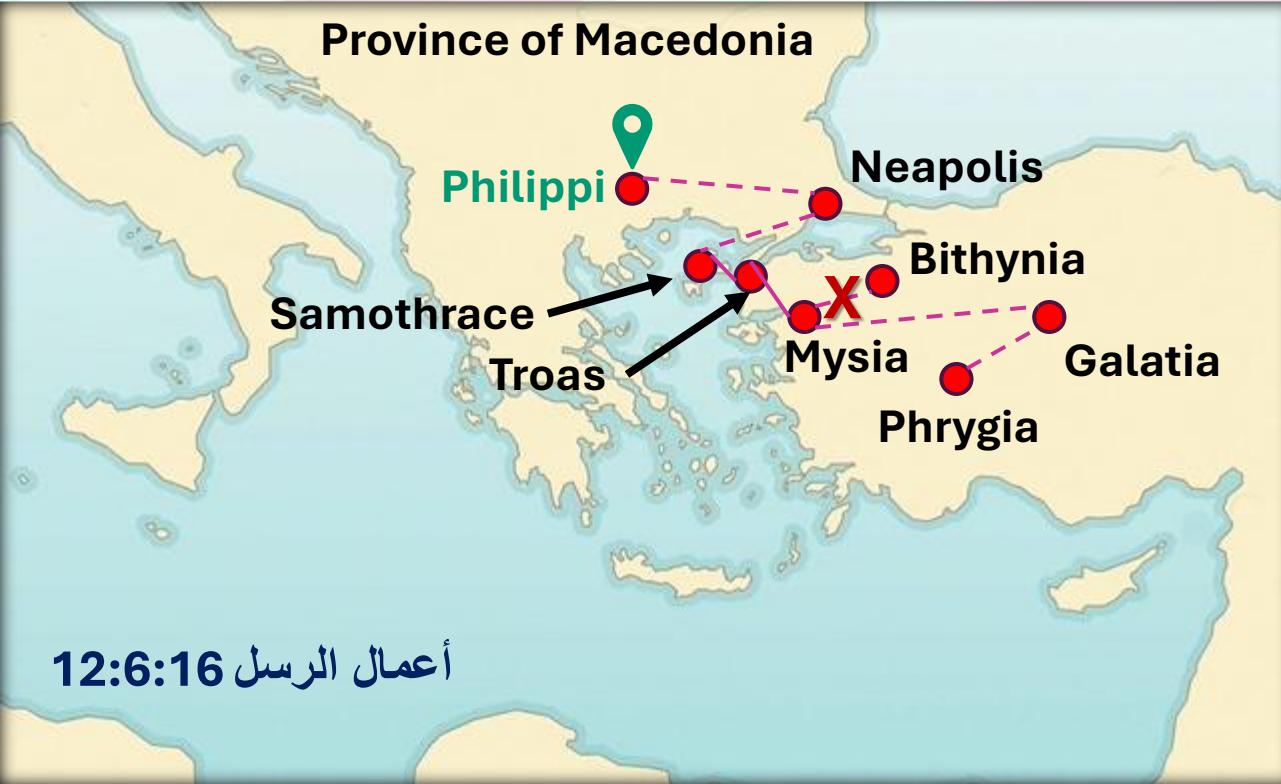 Province of Macedonia
Neapolis
Philippi
Bithynia
X
Samothrace
Mysia
Galatia
Troas
Phrygia
أعمال الرسل 12:6:16